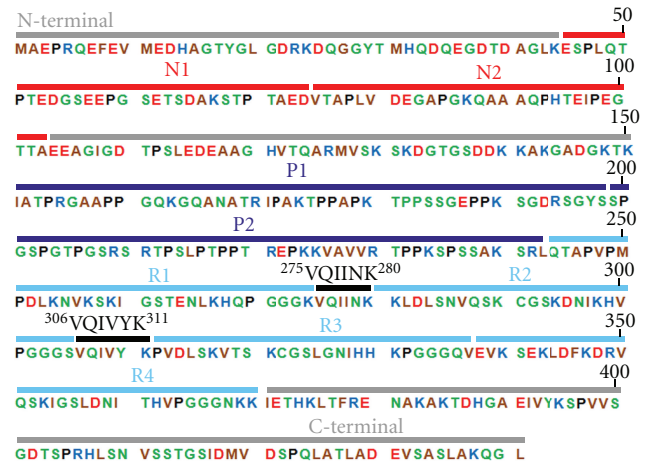 N-terminal 50
MAEPRQEFEV MEDHAGTYGL GDRKDQGGYT MHQDQEGDTD AGLKESPLQT
N1 N2 100
PTEDGSEEPG SETSDAKSTP TAEDVTAPLV DEGAPGKQAA AQPHTEIPEG
150
TTAEEAGIGD TPSLEDEAAG HVTQARMVSK SKDGTGSDDK KAKGADGKTK
P1 200
IATPRGAAPP GQKGQANATR IPAKTPPAPK TPPSSGEPPK SGDRSGYSSP
P2 250
GSPGTPGSRS RTPSLPTPPT REPKKVAVVR TPPKSPSSAK SRLQTAPVPM
R1 275VQIINK280 R2 300
PDLKNVKSKI GSTENLKHQP GGGKVQIINK KLDLSNVQSK CGSKDNIKHV
306VQIVYK311 R3 350
PGGGSVQIVY KPVDLSKVTS KCGSLGNIHH KPGGGQVEVK SEKLDFKDRV
R4 400
QSKIGSLDNI THVPGGGNKK IETHKLTFRE NAKAKTDHGA EIVYKSPVVS
C-terminal
GDTSPRHLSN VSSTGSIDMV DSPQLATLAD EVSASLAKQG L